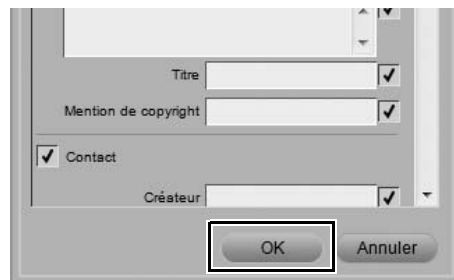 Titre
Mention de copyright
Contact
Créateur
OK Annuler